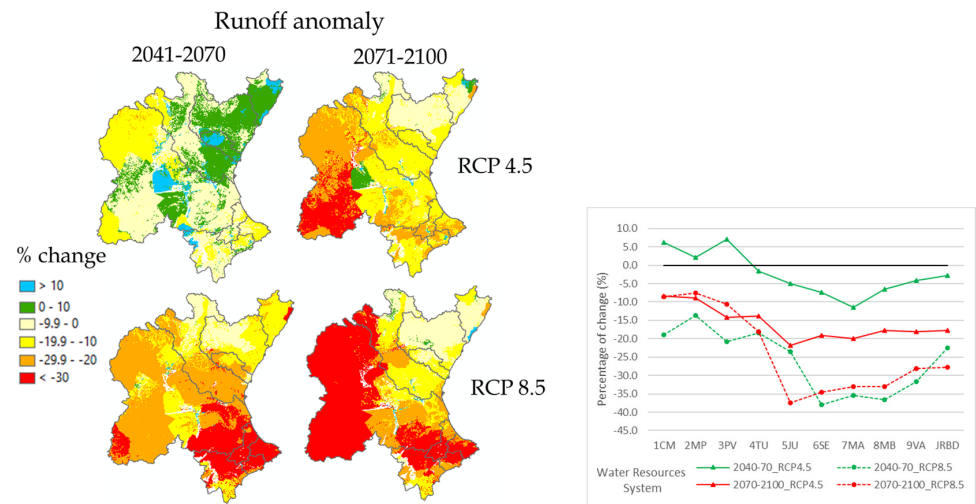 Runoff anomaly
2041-2070
2071-2100
RCP 4.5
% change
> 10
0 - 10
-9.9 - 0
-19.9 - -10
-29.9 - -20
< -30
RCP 8.5
10.0
5.0
0.0
-5.0
-10.0
-15.0
-20.0
-25.0
-30.0
-35.0
-40.0
-45.0
Percentage of change (%)
1CM 2MP 3PV 4TU 5JU 6SE 7MA 8MB 9VA JRBD
Water Resources
System
2040-70_RCP4.5
2040-70_RCP8.5
2070-2100_RCP4.5
2070-2100_RCP8.5